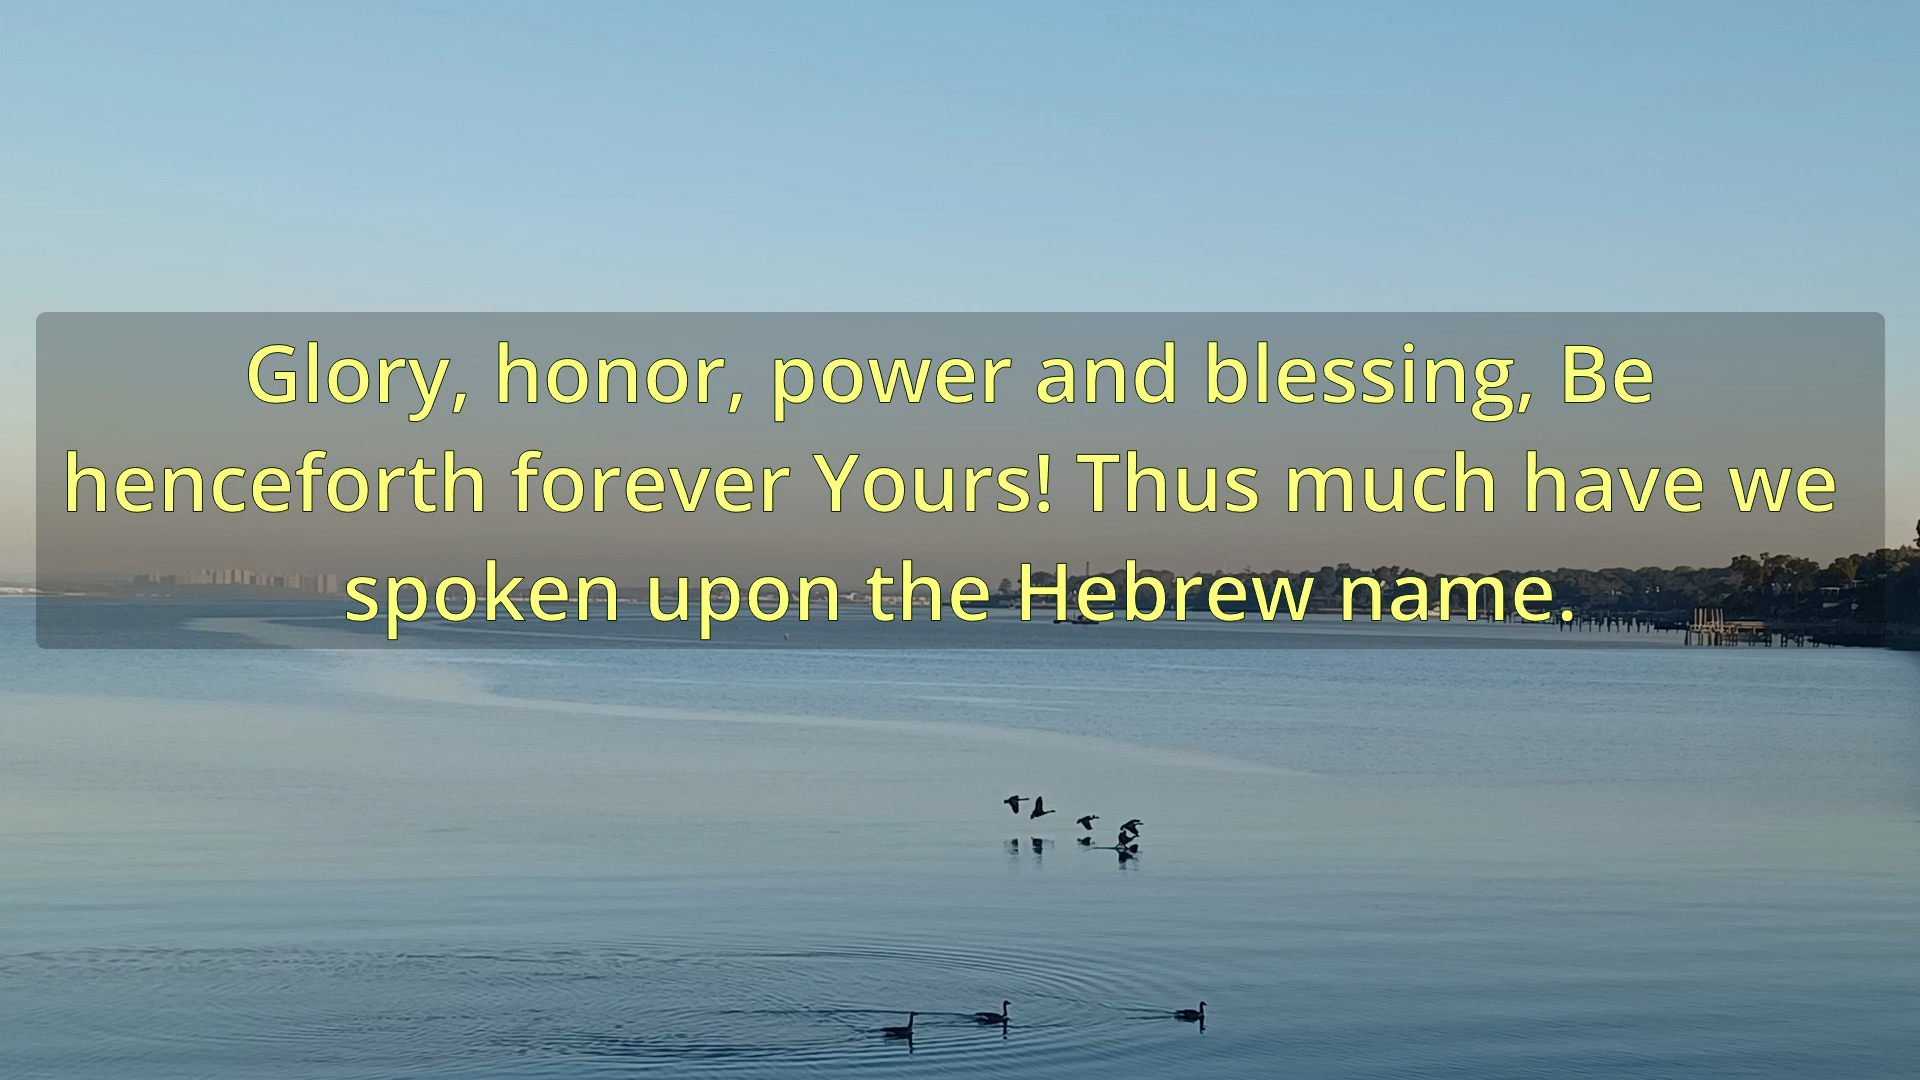 Glory, honor, power and blessing, Be
henceforth forever Yours! Thus much have we
spoken upon the Hebrew name.